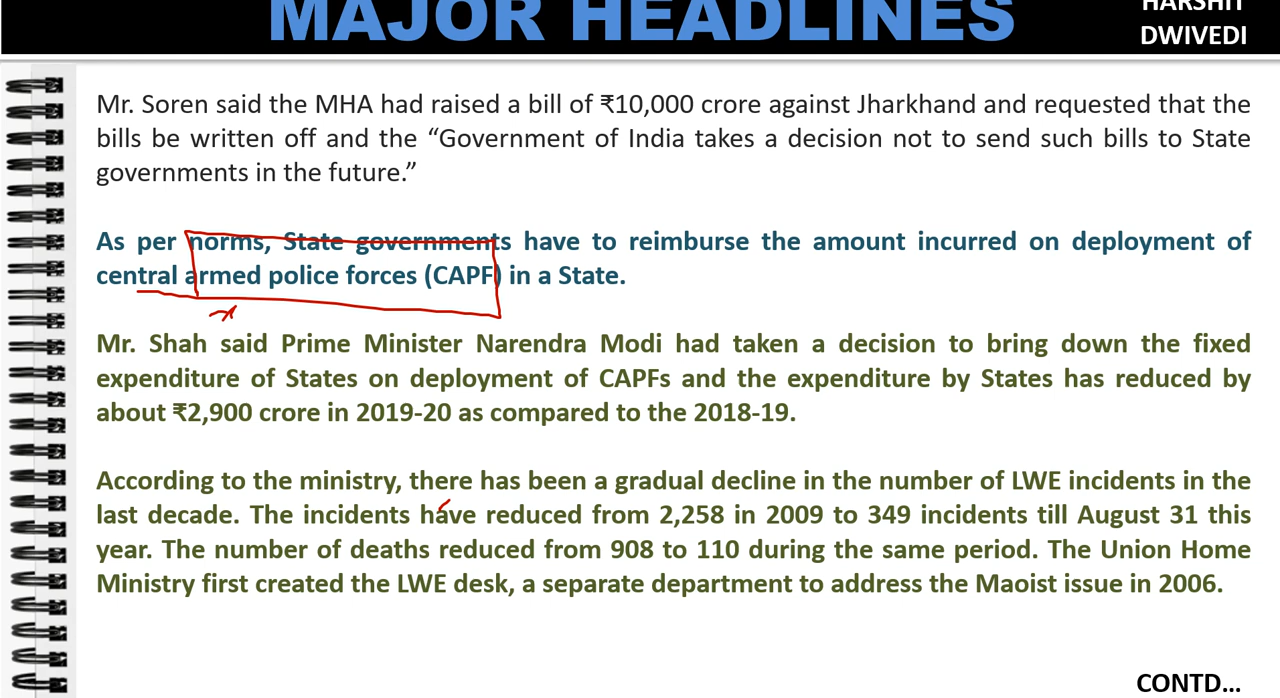 MAJOR HEADLINES
HARSHIT
DWIVEDI
Mr. Soren said the MHA had raised a bill of ₹10,000 crore against Jharkhand and requested that the
bills be written off and the “Government of India takes a decision not to send such bills to State
governments in the future.”
As per norms, State governments have to reimburse the amount incurred on deployment of
central armed police forces (CAPF) in a State.
Mr. Shah said Prime Minister Narendra Modi had taken a decision to bring down the fixed
expenditure of States on deployment of CAPFs and the expenditure by States has reduced by
about ₹2,900 crore in 2019-20 as compared to the 2018-19.
According to the ministry, there has been a gradual decline in the number of LWE incidents in the
last decade. The incidents have reduced from 2,258 in 2009 to 349 incidents till August 31 this
year. The number of deaths reduced from 908 to 110 during the same period. The Union Home
Ministry first created the LWE desk, a separate department to address the Maoist issue in 2006.
CONTD...